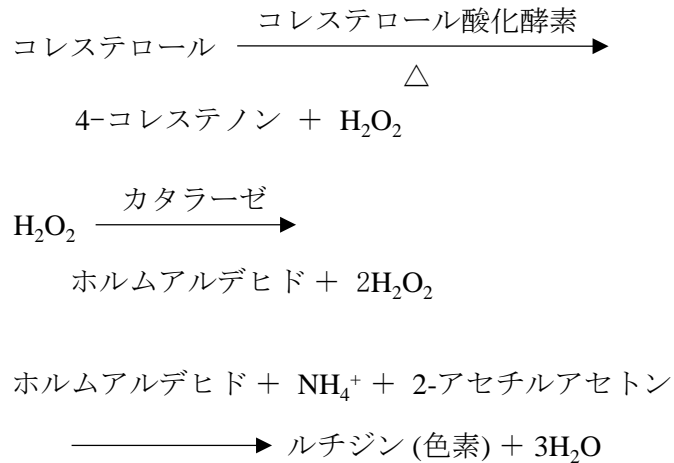 コレステロール酸化酵素
コレステロール
△
4-コレステノン + H₂O₂
カタラーゼ
H₂O₂
ホルムアルデヒド + 2H₂O₂
ホルムアルデヒド + NH₄⁺ + 2-アセチルアセトン
ルチジン (色素) + 3H₂O